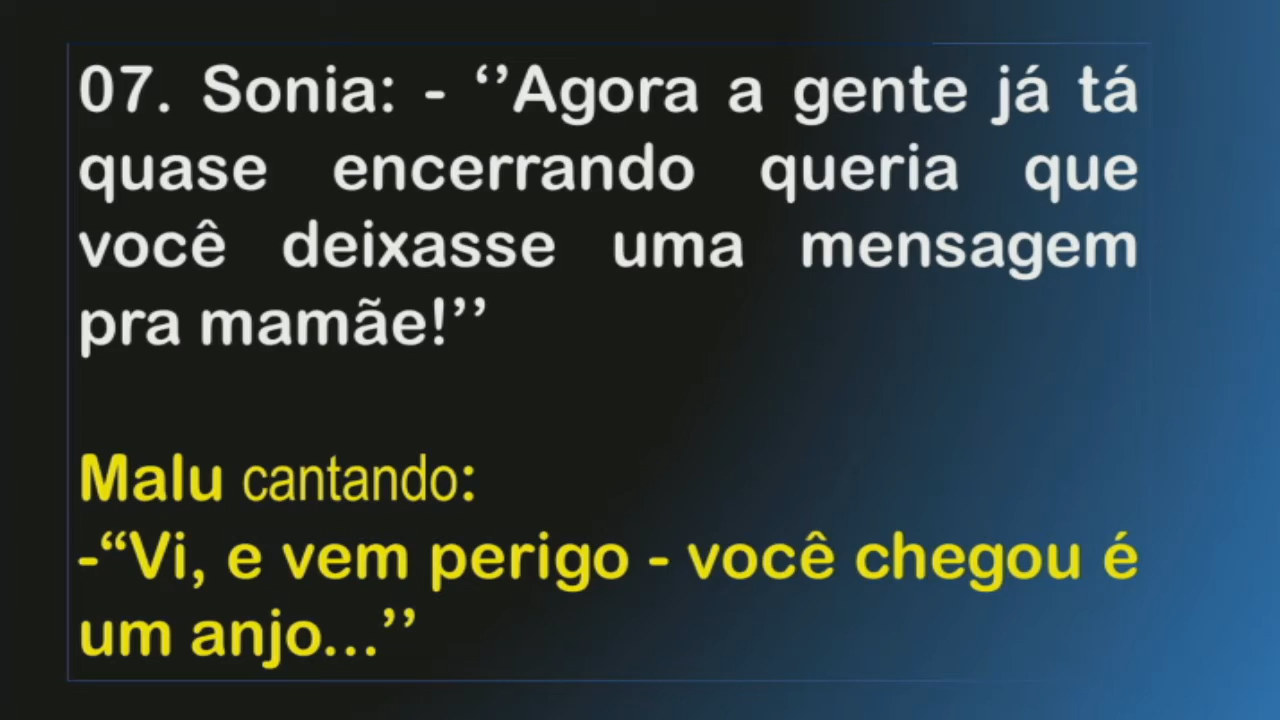 07. Sonia: - ‘’Agora a gente já tá
quase encerrando queria que
você deixasse uma mensagem
pra mamãe!’’
Malu cantando:
-“Vi, e vem perigo - você chegou é
um anjo...’’